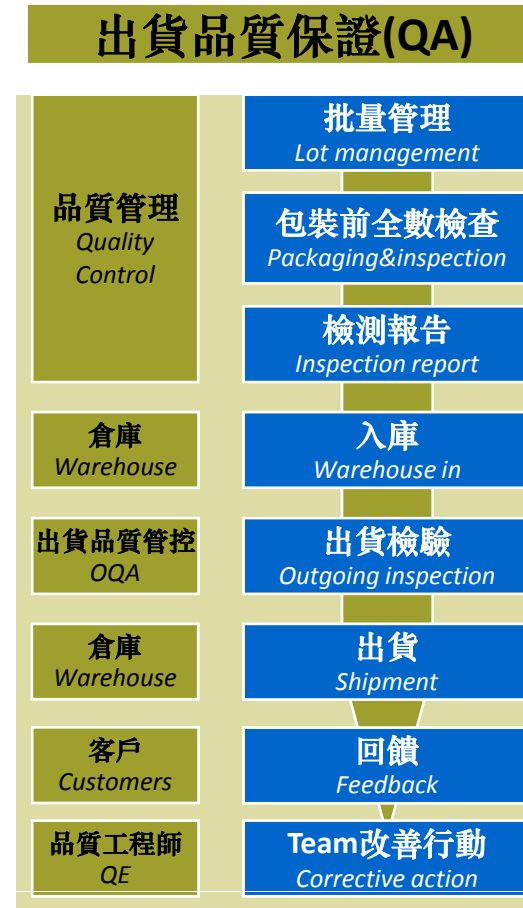 出貨品質保證(QA)
品質管理
Quality
Control
批量管理
Lot management
包裝前全數檢查
Packaging&inspection
檢測報告
Inspection report
倉庫
Warehouse
入庫
Warehouse in
出貨品質管控
OQA
出貨檢驗
Outgoing inspection
倉庫
Warehouse
出貨
Shipment
客戶
Customers
回饋
Feedback
品質工程師
QE
Team改善行動
Corrective action